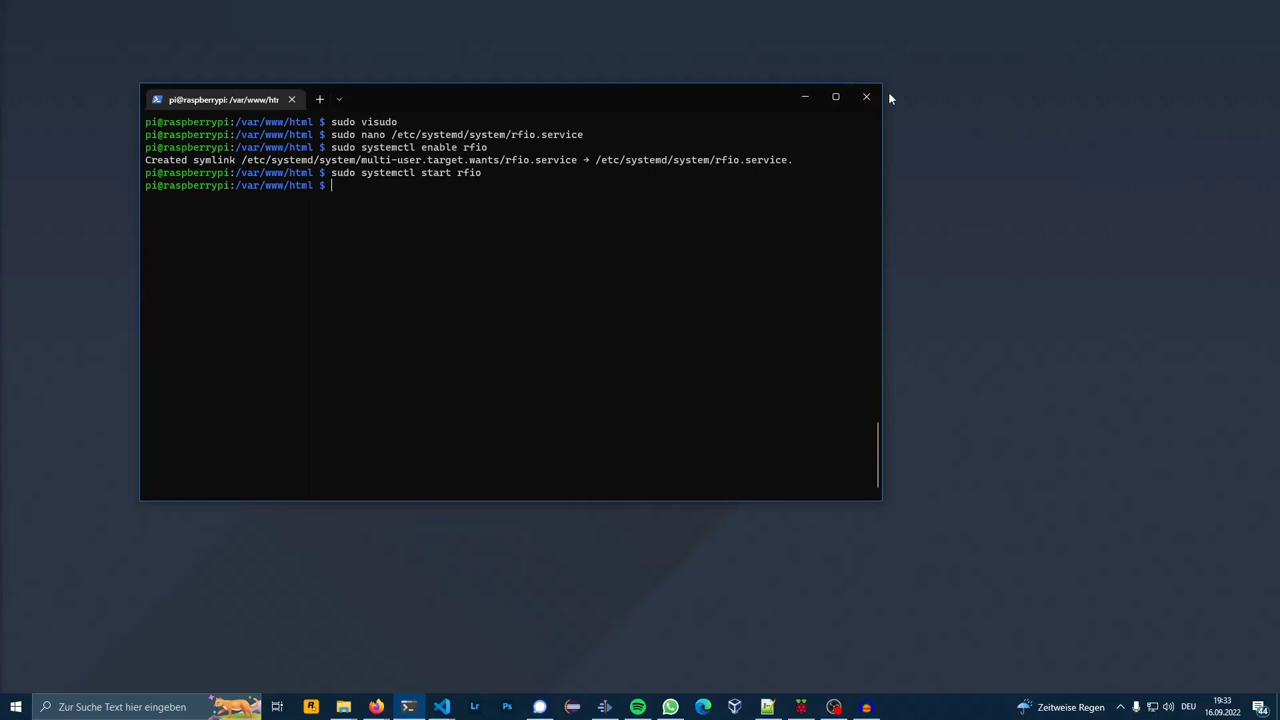 pi@raspberrypi: /var/www/htr
pi@raspberrypi:/var/www/html $ sudo visudo
pi@raspberrypi:/var/www/html $ sudo nano /etc/systemd/system/rfio.service
pi@raspberrypi:/var/www/html $ sudo systemctl enable rfio
Created symlink /etc/systemd/system/multi-user.target.wants/rfio.service → /etc/systemd/system/rfio.service.
pi@raspberrypi:/var/www/html $ sudo systemctl start rfio
pi@raspberrypi:/var/www/html $
Zur Suche Text hier eingeben
R
Lr
Ps
Zeitweise Regen
DEU
19:33
16.09.2022
44